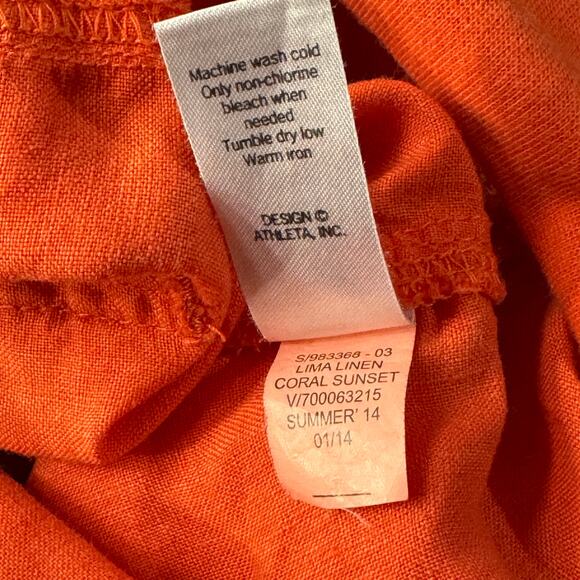 Machine wash cold
Only non-chlorine
bleach when
needed
Tumble dry low
Warm iron
DESIGN ©
ATHLETA, INC.
S/983368 - 03
LIMA LINEN
CORAL SUNSET
V/700063215
SUMMER' 14
01/14